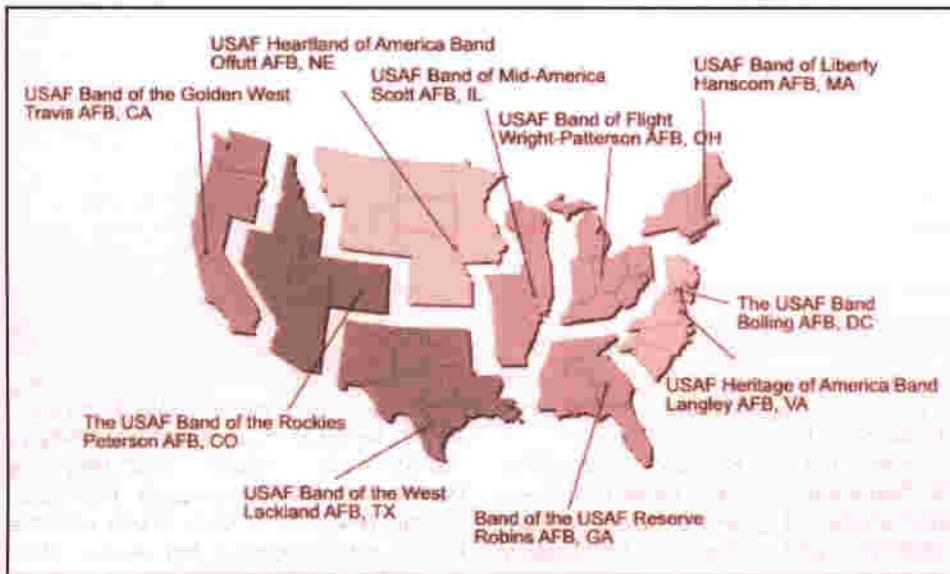 USAF Heartland of America Band
Offutt AFB, NE
USAF Band of Mid-America
Scott AFB, IL
USAF Band of Liberty
Hanscom AFB, MA
USAF Band of the Golden West
Travis AFB, CA
USAF Band of Flight
Wright-Patterson AFB, OH
The USAF Band
Bolling AFB, DC
USAF Heritage of America Band
Langley AFB, VA
The USAF Band of the Rockies
Peterson AFB, CO
USAF Band of the West
Lackland AFB, TX
Band of the USAF Reserve
Robins AFB, GA